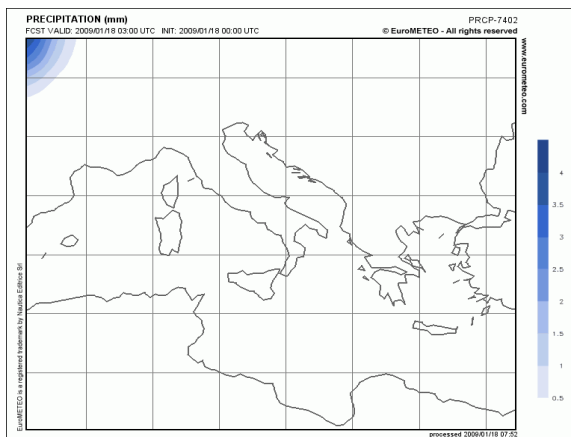 PRECIPITATION (mm)
PRCP-7402
FCST VALID: 2009/01/18 03:00 UTC INIT: 2009/01/18 00:00 UTC
© EuroMETEO - All rights reserved
www.eurometeo.com
4
3.5
3
2.5
2
1.5
1
0.5
EuroMETEO is a registered trademark by Nautica Editrice Srl
processed 2009/01/18 07:52